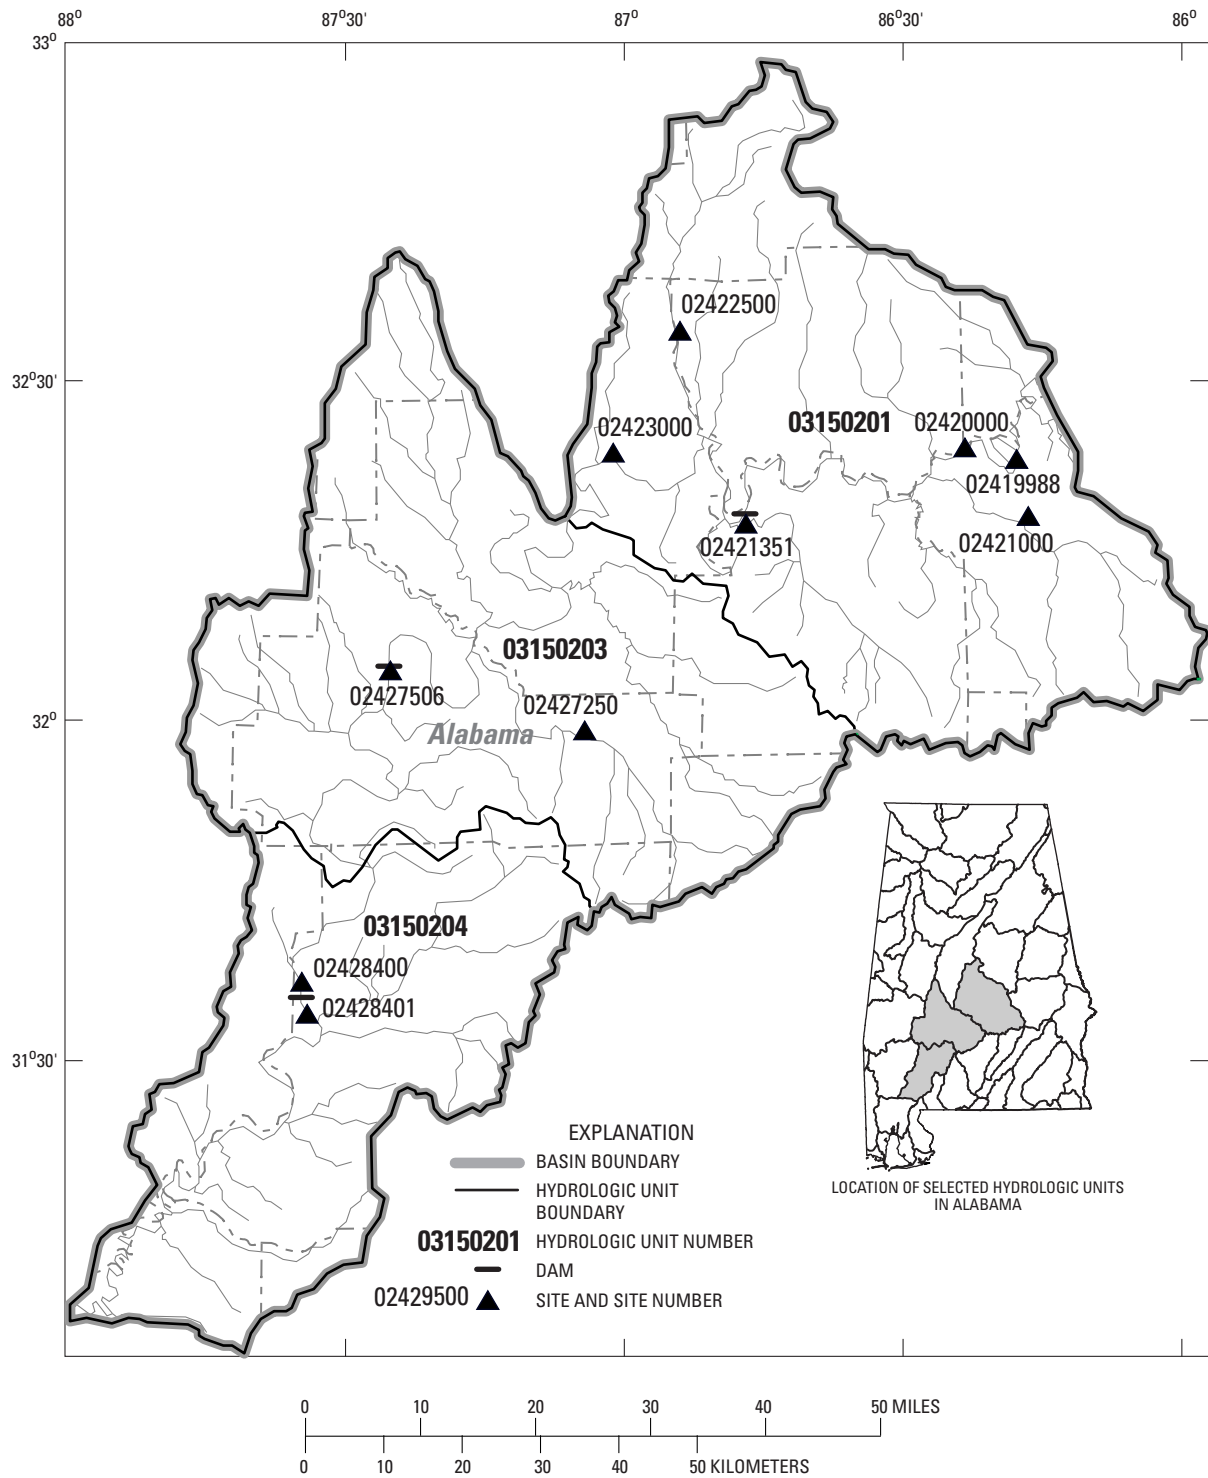 88°
87°30'
87°
86°30'
86°
33°
02422500
32°30'
02423000
03150201
02420000
02419988
02421351
02421000
03150203
02427506
02427250
32°
Alabama
03150204
02428400
02428401
31°30'
EXPLANATION
BASIN BOUNDARY
HYDROLOGIC UNIT
BOUNDARY
03150201 HYDROLOGIC UNIT NUMBER
DAM
02429500 SITE AND SITE NUMBER
LOCATION OF SELECTED HYDROLOGIC UNITS
IN ALABAMA
0 10 20 30 40 50 MILES
0 10 20 30 40 50 KILOMETERS